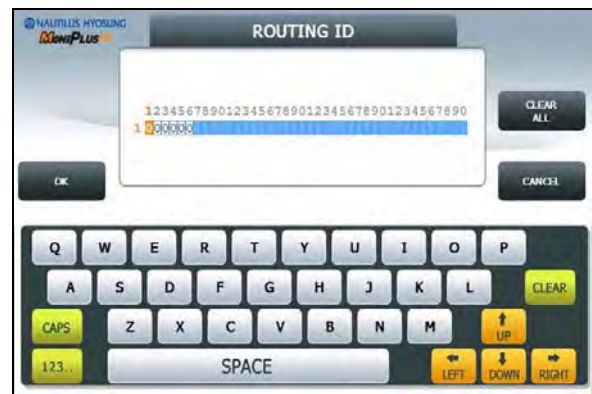 NAUTILUS HYOSUNG
MoniPlus
ROUTING ID
1234567890123456789012345678901234567890
1 000000
CLEAR ALL
OK
CANCEL
Q W E R T Y U I O P
A S D F G H J K L CLEAR
CAPS Z X C V B N M UP
123.. SPACE LEFT DOWN RIGHT